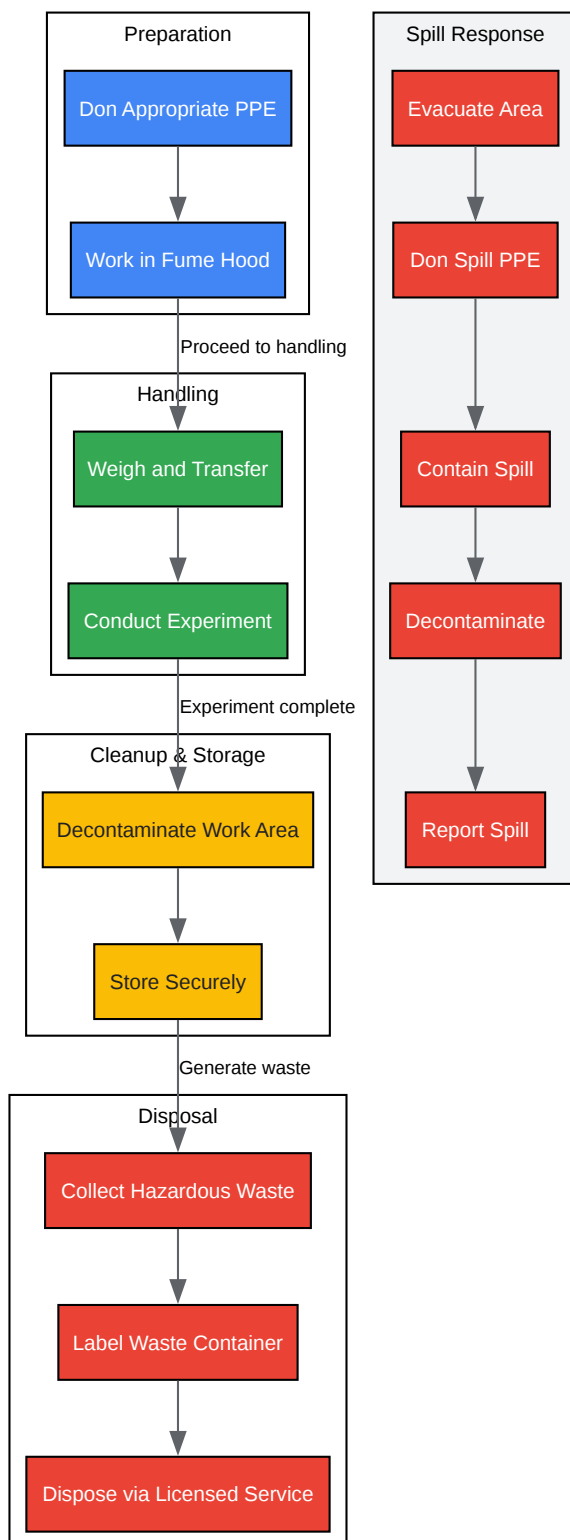 Preparation
Don Appropriate PPE
Work in Fume Hood
Proceed to handling
Handling
Weigh and Transfer
Conduct Experiment
Experiment complete
Cleanup & Storage
Decontaminate Work Area
Store Securely
Generate waste
Disposal
Collect Hazardous Waste
Label Waste Container
Dispose via Licensed Service
Spill Response
Evacuate Area
Don Spill PPE
Contain Spill
Decontaminate
Report Spill